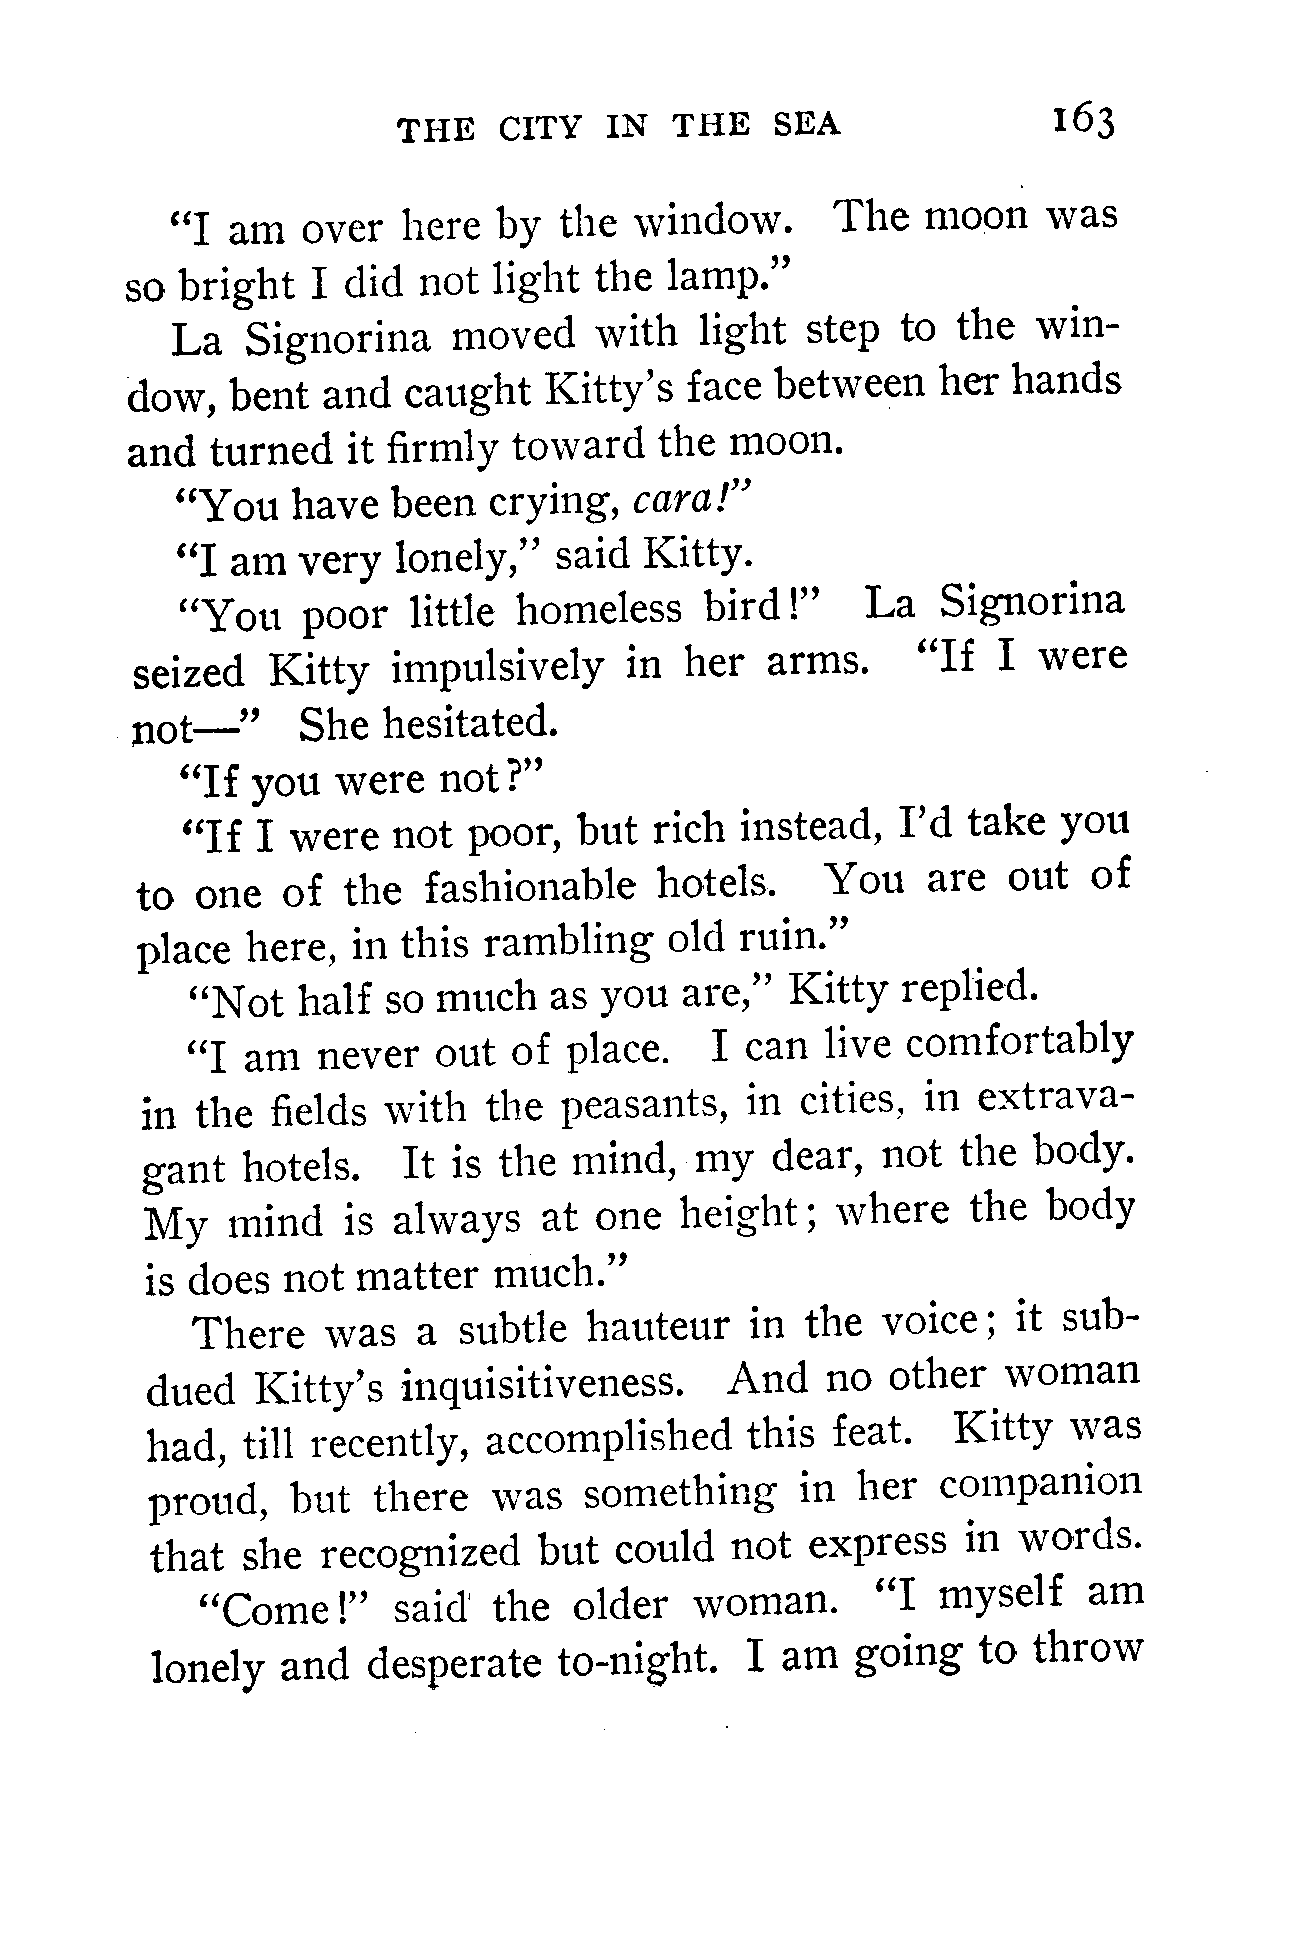 THE CITY IN THE SEA 163
“I am over here by the window. The moon was
so bright I did not light the lamp.”
La Signorina moved with light step to the win-
dow, bent and caught Kitty’s face between her hands
and turned it firmly toward the moon.
“You have been crying, cara!”
“I am very lonely,” said Kitty.
“You poor little homeless bird!” La Signorina
seized Kitty impulsively in her arms. “If I were
not—” She hesitated.
“If you were not?”
“If I were not poor, but rich instead, I’d take you
to one of the fashionable hotels. You are out of
place here, in this rambling old ruin.”
“Not half so much as you are,” Kitty replied.
“I am never out of place. I can live comfortably
in the fields with the peasants, in cities, in extrava-
gant hotels. It is the mind, my dear, not the body.
My mind is always at one height; where the body
is does not matter much.”
There was a subtle hauteur in the voice; it sub-
dued Kitty’s inquisitiveness. And no other woman
had, till recently, accomplished this feat. Kitty was
proud, but there was something in her companion
that she recognized but could not express in words.
“Come!” said the older woman. “I myself am
lonely and desperate to-night. I am going to throw